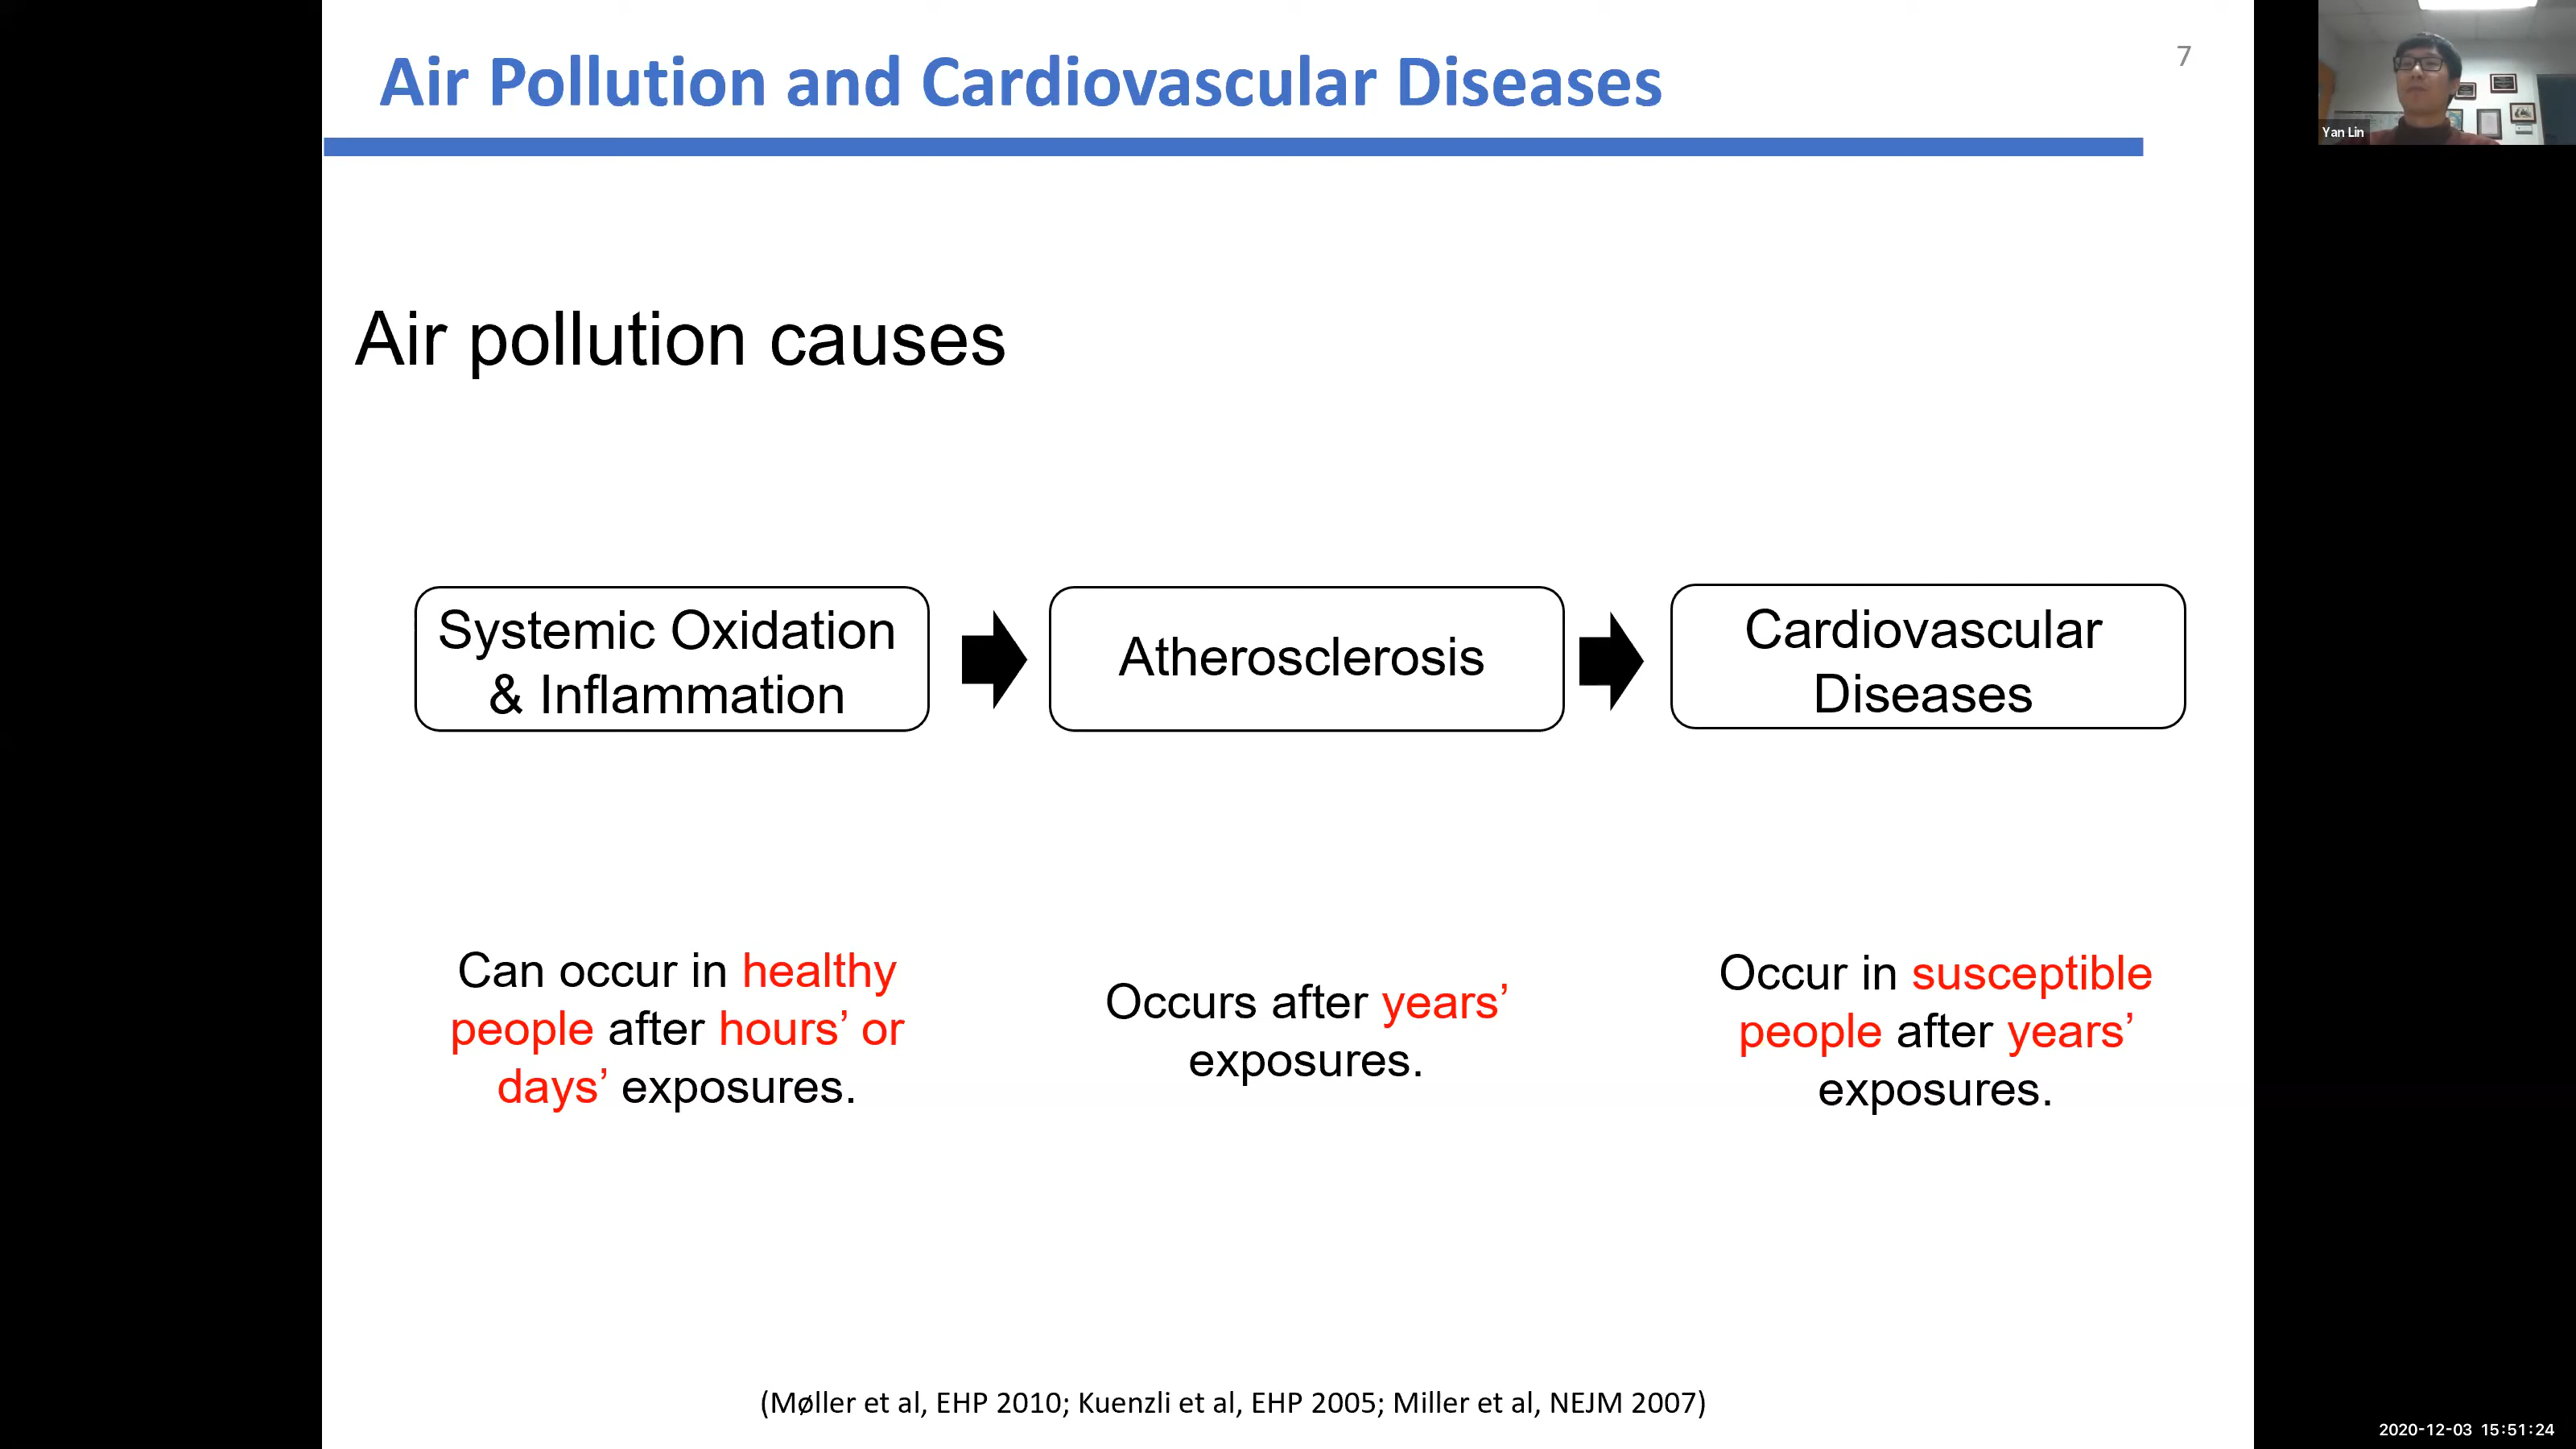 Air Pollution and Cardiovascular Diseases
7
Yan Lin
Air pollution causes
Systemic Oxidation
& Inflammation
Atherosclerosis
Cardiovascular
Diseases
Can occur in healthy
people after hours’ or
days’ exposures.
Occurs after years’
exposures.
Occur in susceptible
people after years’
exposures.
(Møller et al, EHP 2010; Kuenzli et al, EHP 2005; Miller et al, NEJM 2007)
2020-12-03 15:51:24